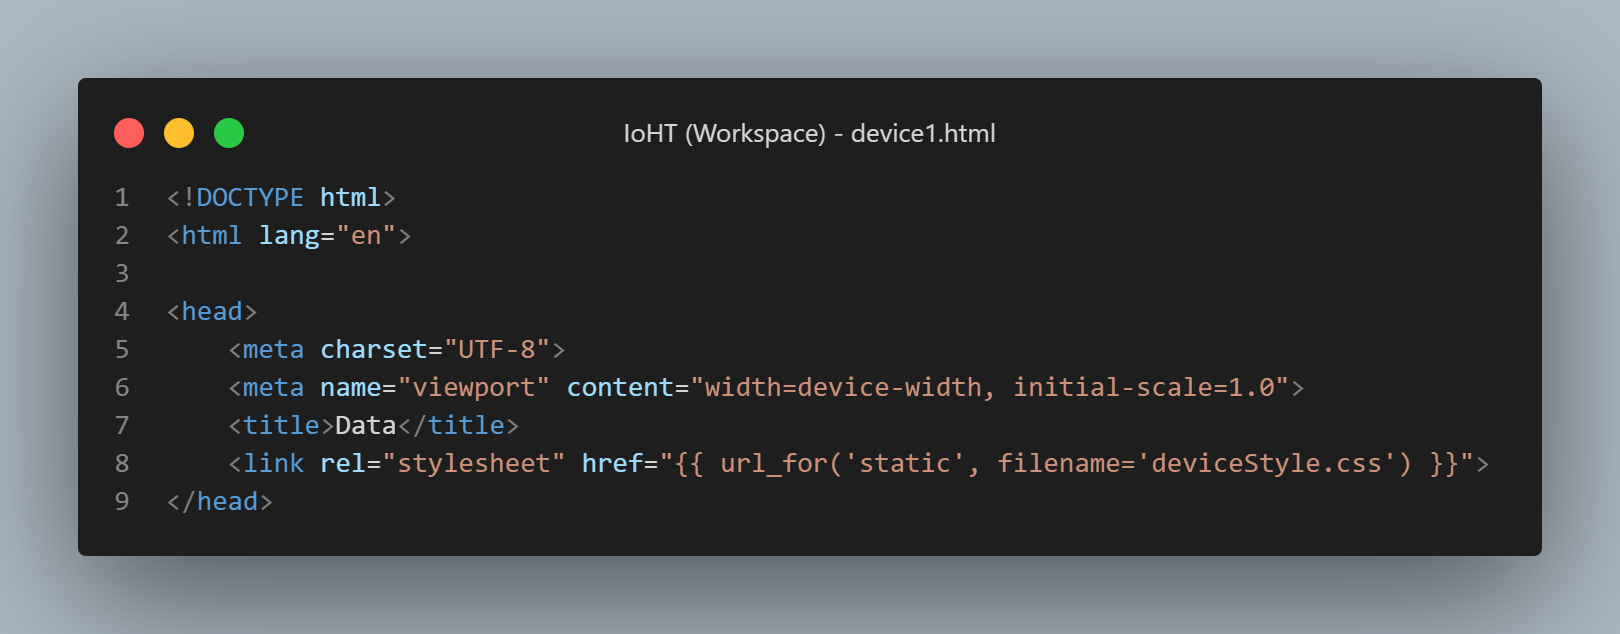 IoHT (Workspace) - device1.html
1 <!DOCTYPE html>
2 <html lang="en">
3
4 <head>
5     <meta charset="UTF-8">
6     <meta name="viewport" content="width=device-width, initial-scale=1.0">
7     <title>Data</title>
8     <link rel="stylesheet" href="{{ url_for('static', filename='deviceStyle.css') }}">
9 </head>